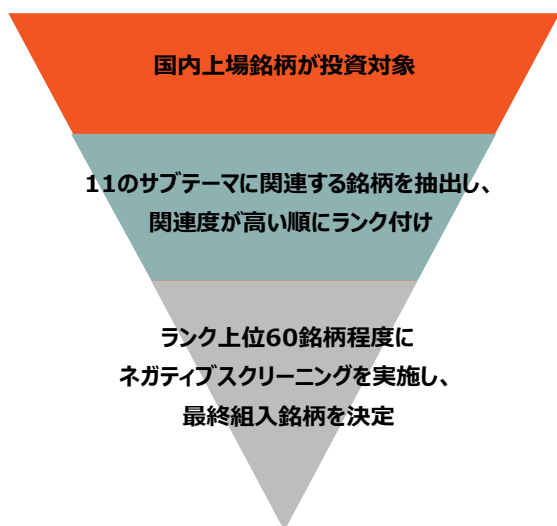 国内上場銘柄が投資対象
11のサブテーマに関連する銘柄を抽出し、
関連度が高い順にランク付け
ランク上位60銘柄程度に
ネガティブスクリーニングを実施し、
最終組入銘柄を決定